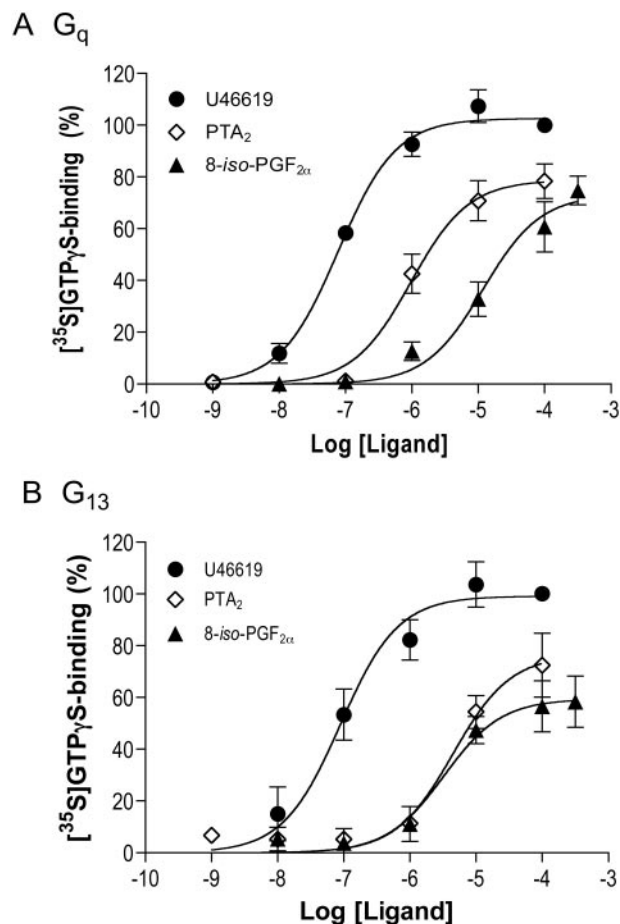 A G_q
[³⁵S]GTPγS-binding (%)
120
100
80
60
40
20
0
U46619
PTA₂
8-iso-PGF₂α
-10 -9 -8 -7 -6 -5 -4 -3
Log [Ligand]
B G₁₃
[³⁵S]GTPγS-binding (%)
120
100
80
60
40
20
0
U46619
PTA₂
8-iso-PGF₂α
-10 -9 -8 -7 -6 -5 -4 -3
Log [Ligand]